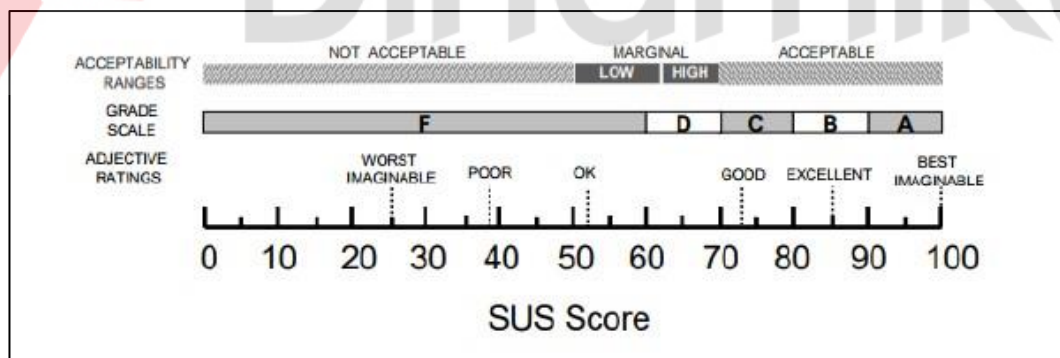 Dinamik
NOT ACCEPTABLE MARGINAL ACCEPTABLE
ACCEPTABILITY RANGES LOW HIGH
GRADE SCALE F D C B A
ADJECTIVE RATINGS WORST IMAGINABLE POOR OK GOOD EXCELLENT BEST IMAGINABLE
0 10 20 30 40 50 60 70 80 90 100
SUS Score